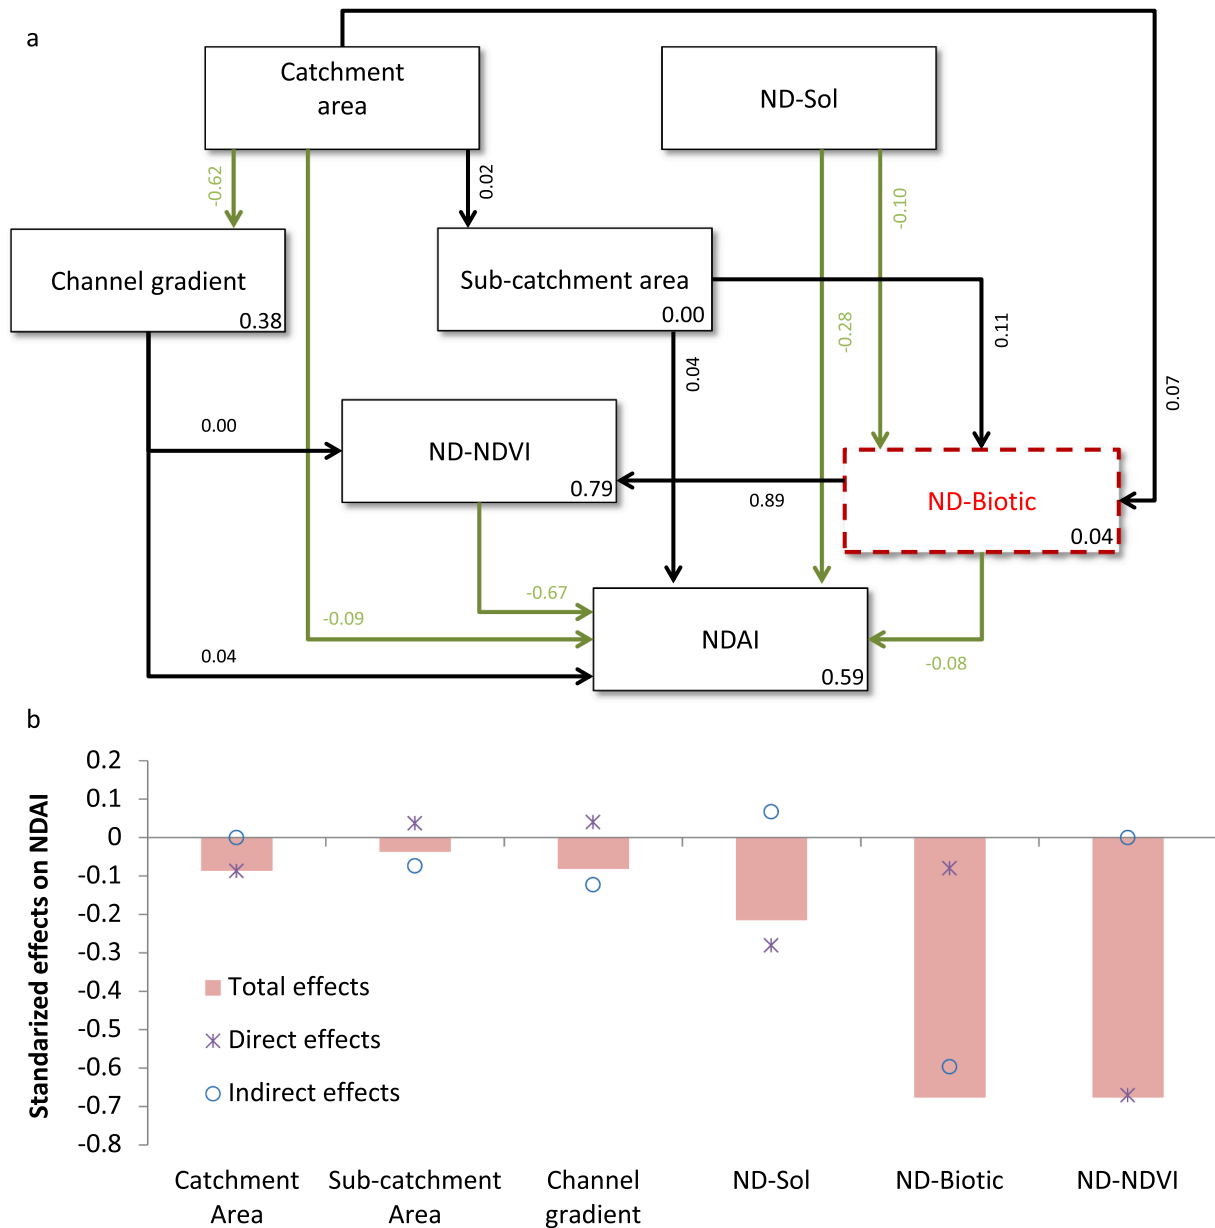 a
Catchment
area
ND-Sol
-0.62
0.02
-0.10
Channel gradient
0.38
Sub-catchment area
0.00
-0.28
0.11
0.04
0.07
0.00
ND-NDVI
0.79
0.89
ND-Biotic
0.04
-0.67
-0.09
NDAI
0.59
-0.08
0.04
b
Standarized effects on NDAI
0.2
0.1
0
-0.1
-0.2
-0.3
-0.4
-0.5
-0.6
-0.7
-0.8
Total effects
Direct effects
Indirect effects
Catchment
Area
Sub-catchment
Area
Channel
gradient
ND-Sol
ND-Biotic
ND-NDVI